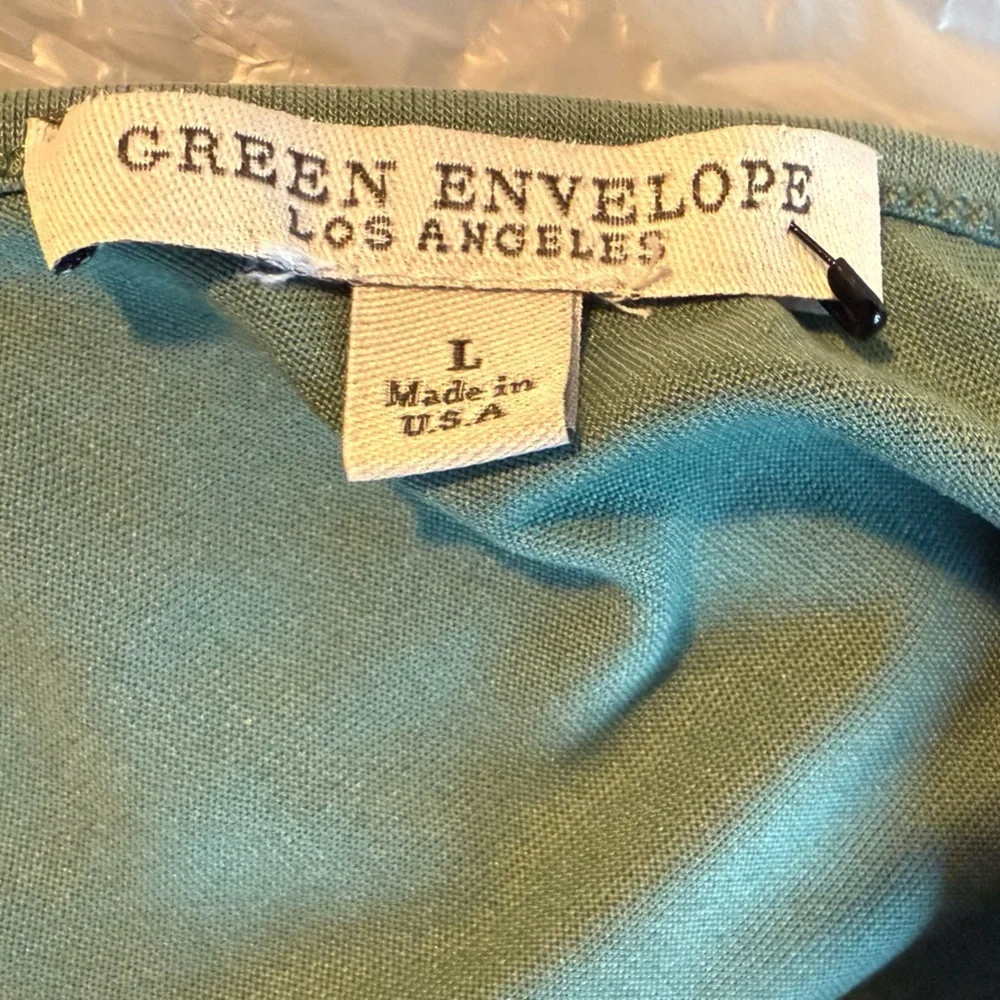 GREEN ENVELOPE
LOS ANGELES
L
Made in
U.S.A